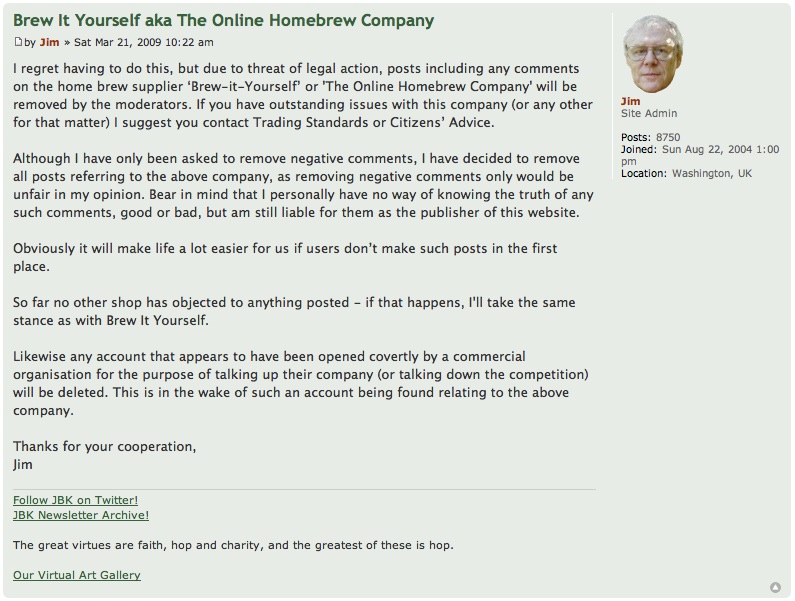 Brew It Yourself aka The Online Homebrew Company
by Jim » Sat Mar 21, 2009 10:22 am
I regret having to do this, but due to threat of legal action, posts including any comments
on the home brew supplier ‘Brew-it-Yourself’ or 'The Online Homebrew Company' will be
removed by the moderators. If you have outstanding issues with this company (or any other
for that matter) I suggest you contact Trading Standards or Citizens’ Advice.
Although I have only been asked to remove negative comments, I have decided to remove
all posts referring to the above company, as removing negative comments only would be
unfair in my opinion. Bear in mind that I personally have no way of knowing the truth of any
such comments, good or bad, but am still liable for them as the publisher of this website.
Obviously it will make life a lot easier for us if users don’t make such posts in the first
place.
So far no other shop has objected to anything posted – if that happens, I'll take the same
stance as with Brew It Yourself.
Likewise any account that appears to have been opened covertly by a commercial
organisation for the purpose of talking up their company (or talking down the competition)
will be deleted. This is in the wake of such an account being found relating to the above
company.
Thanks for your cooperation,
Jim
Follow JBK on Twitter!
JBK Newsletter Archive!
The great virtues are faith, hop and charity, and the greatest of these is hop.
Our Virtual Art Gallery
Jim
Site Admin
Posts: 8750
Joined: Sun Aug 22, 2004 1:00
pm
Location: Washington, UK